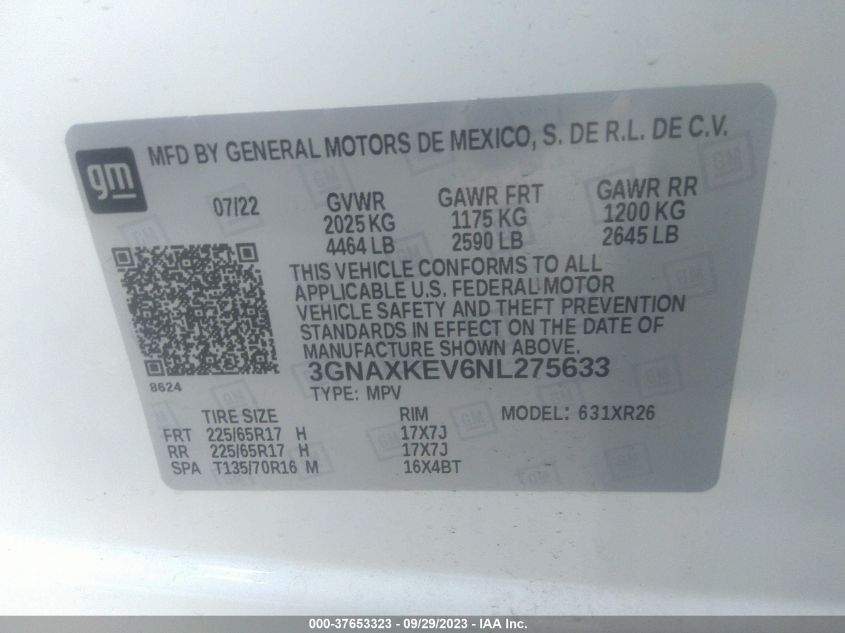 gm
MFD BY GENERAL MOTORS DE MEXICO, S. DE R.L. DE C.V.
07/22 GVWR GAWR FRT GAWR RR
2025 KG 1175 KG 1200 KG
4464 LB 2590 LB 2645 LB
THIS VEHICLE CONFORMS TO ALL
APPLICABLE U.S. FEDERAL MOTOR
VEHICLE SAFETY AND THEFT PREVENTION
STANDARDS IN EFFECT ON THE DATE OF
MANUFACTURE SHOWN ABOVE.
8624 3GNAXKEV6NL275633
TYPE: MPV
TIRE SIZE RIM MODEL: 631XR26
FRT 225/65R17 H 17X7J
RR 225/65R17 H 17X7J
SPA T135/70R16 M 16X4BT
000-37653323 - 09/29/2023 - IAA Inc.